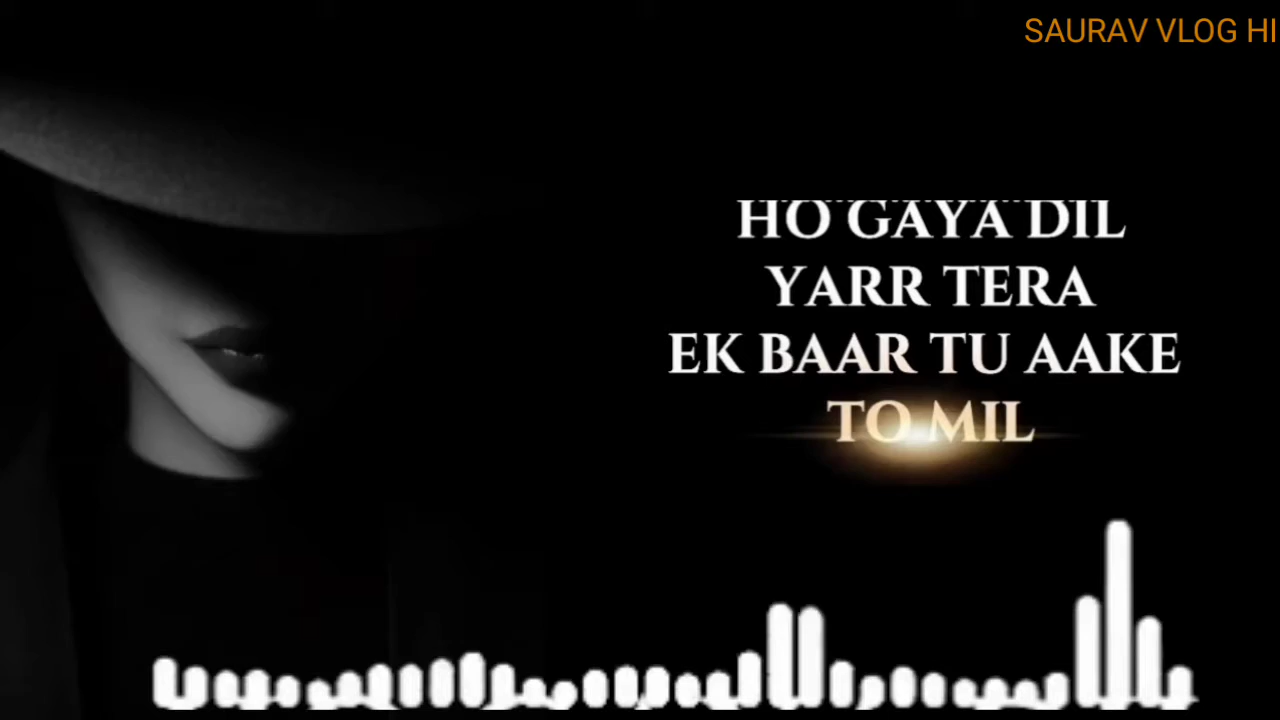 SAURAV VLOG HI
HO GAYA DIL
YARR TERA
EK BAAR TU AAKE
TO MIL